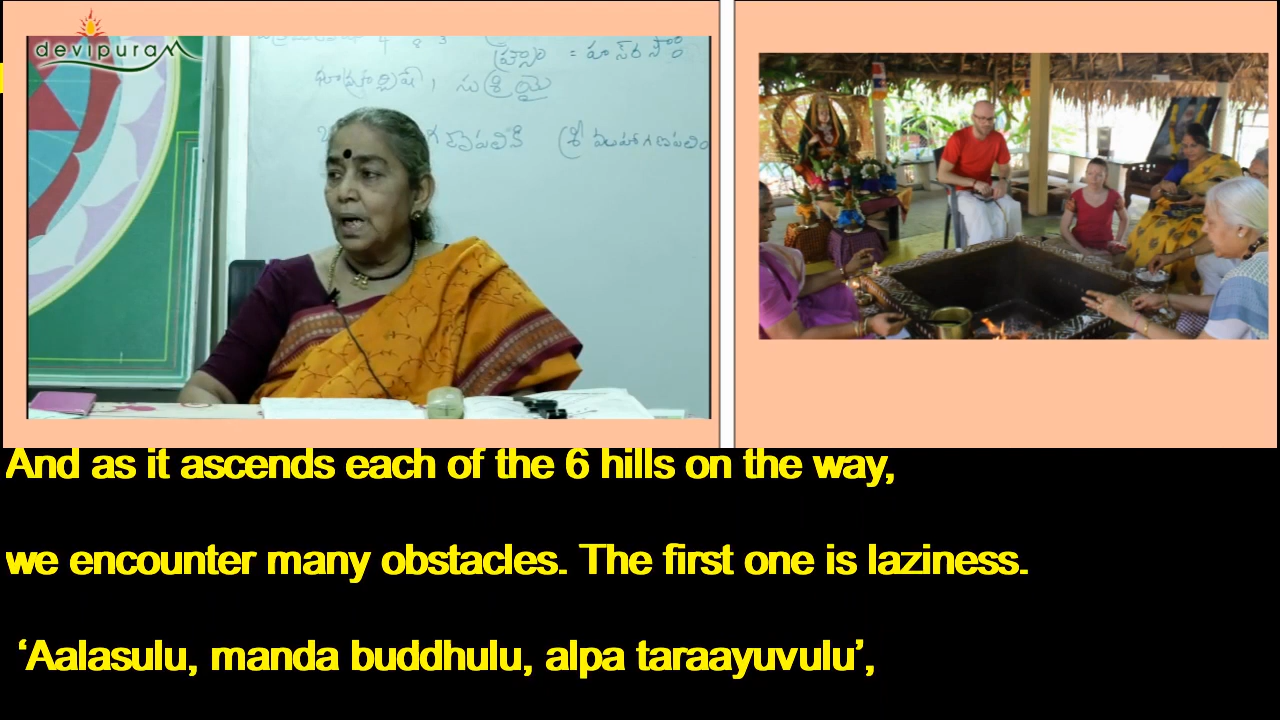 devipuram
ధూమ్రార్చిషే, సుశ్రియై
And as it ascends each of the 6 hills on the way,
we encounter many obstacles. The first one is laziness.
‘Aalasulu, manda buddhulu, alpa taraayuvulu’,